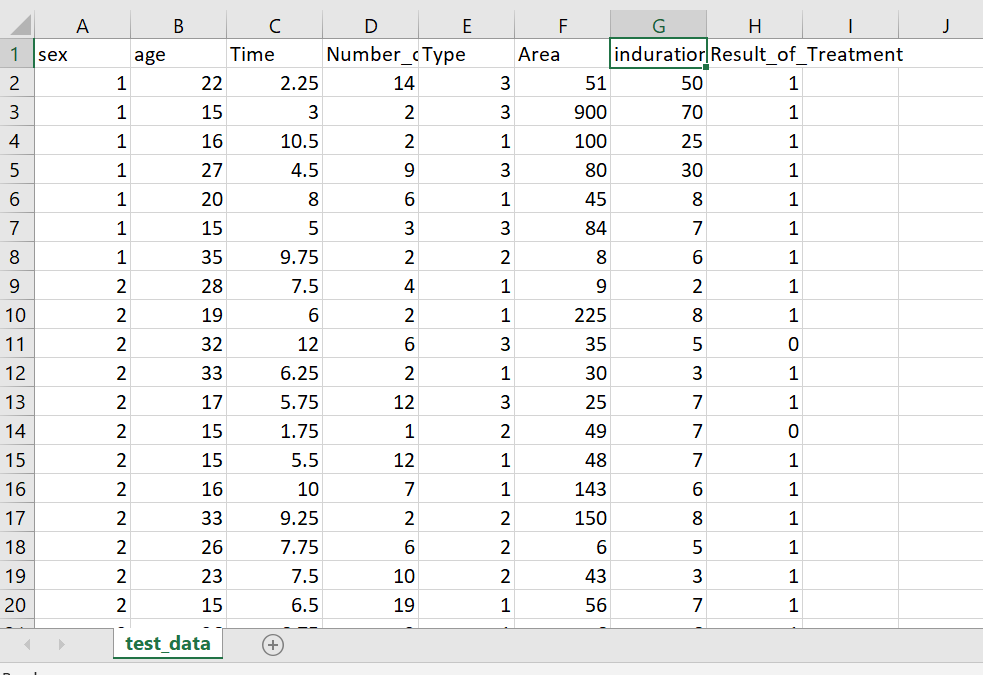 A B C D E F G H I J
1 sex age Time Number_ Type Area induration Result_of_Treatment
2 1 22 2.25 14 3 51 50 1
3 1 15 3 2 3 900 70 1
4 1 16 10.5 2 1 100 25 1
5 1 27 4.5 9 3 80 30 1
6 1 20 8 6 1 45 8 1
7 1 15 5 3 3 84 7 1
8 1 35 9.75 2 2 8 6 1
9 2 28 7.5 4 1 9 2 1
10 2 19 6 2 1 225 8 1
11 2 32 12 6 3 35 5 0
12 2 33 6.25 2 1 30 3 1
13 2 17 5.75 12 3 25 7 1
14 2 15 1.75 1 2 49 7 0
15 2 15 5.5 12 1 48 7 1
16 2 16 10 7 1 143 6 1
17 2 33 9.25 2 2 150 8 1
18 2 26 7.75 6 2 6 5 1
19 2 23 7.5 10 2 43 3 1
20 2 15 6.5 19 1 56 7 1
test_data